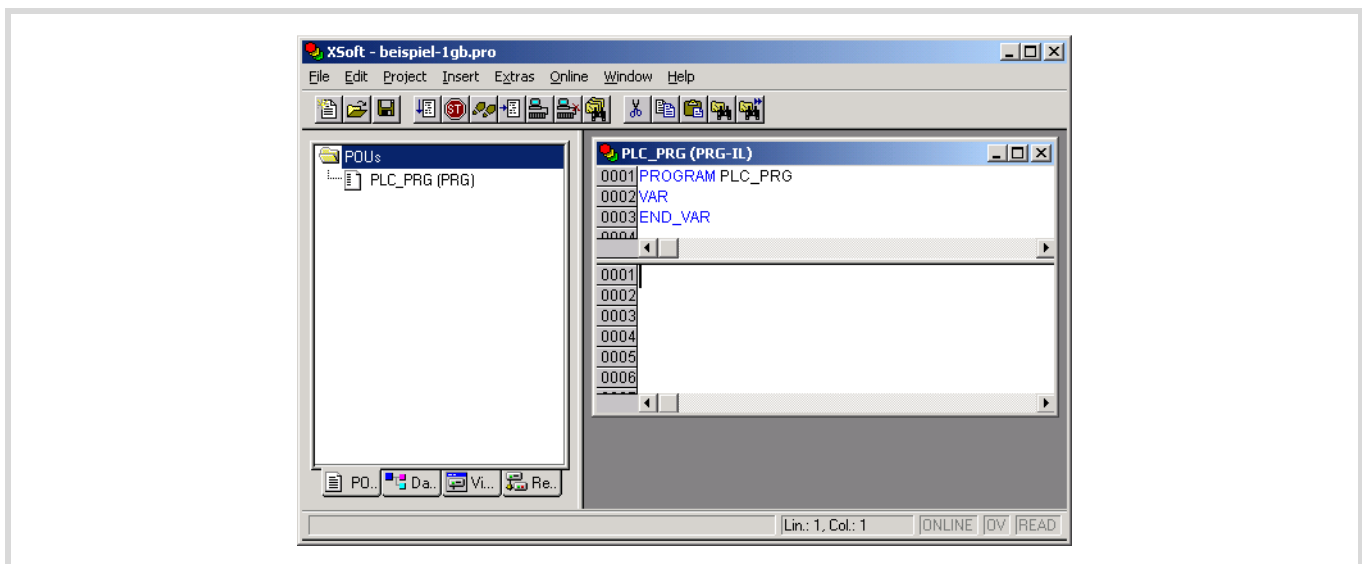 XSoft - beispiel-1gb.pro
File Edit Project Insert Extras Online Window Help
ST
POUs
PLC_PRG (PRG)
PLC_PRG (PRG-IL)
0001 PROGRAM PLC_PRG
0002 VAR
0003 END_VAR
0004
0001
0002
0003
0004
0005
0006
PO.. Da.. Vi... Re..
Lin.: 1, Col.: 1 ONLINE OV READ